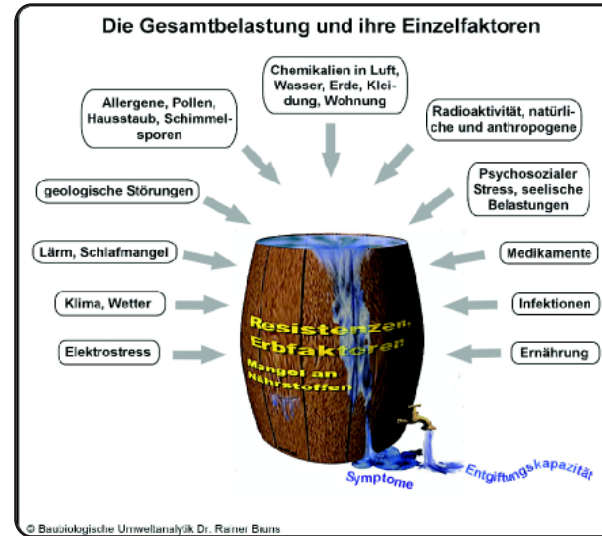 Die Gesamtbelastung und ihre Einzelfaktoren
Chemikalien in Luft,
Wasser, Erde, Klei-
dung, Wohnung
Allergene, Pollen,
Hausstaub, Schimmel-
sporen
Radioaktivität, natürli-
che und anthropogene
geologische Störungen
Psychosozialer
Stress, seelische
Belastungen
Lärm, Schlafmangel
Medikamente
Klima, Wetter
Infektionen
Elektrostress
Ernährung
Resistenzen,
Erbfaktoren
Mangel an
Nährstoffen
Symptome
Entgiftungskapazität
© Baubiologische Umweltanalytik Dr. Rainer Bruns